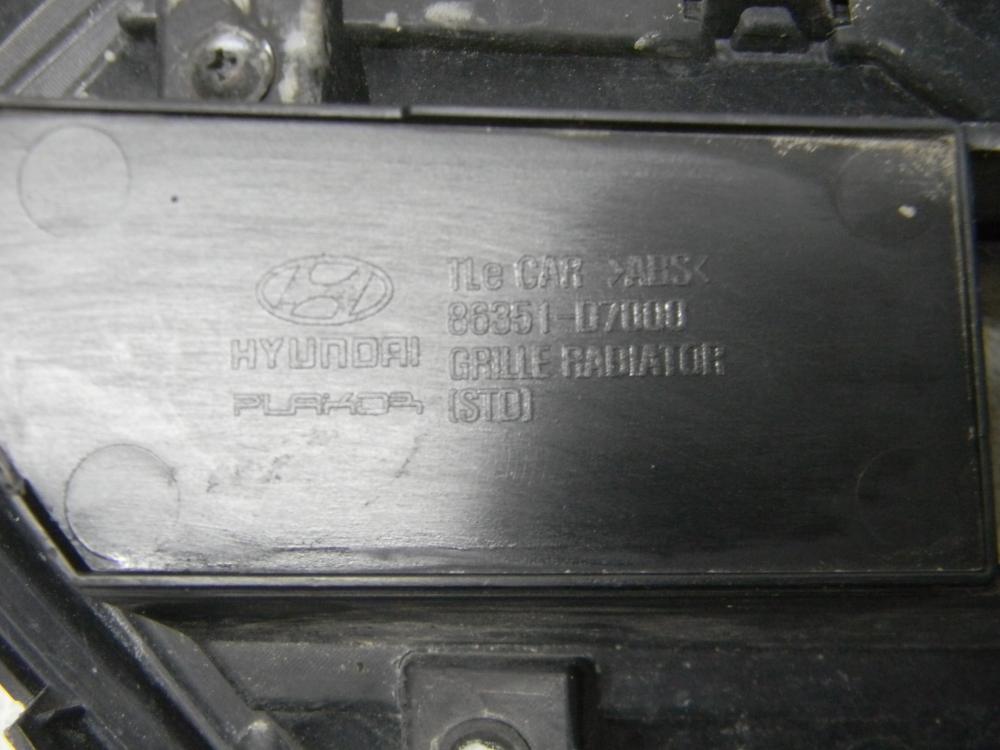 TLe CAR >ABS<
86351-D7000
HYUNDAI
GRILLE RADIATOR
PLAKOR
(STD)